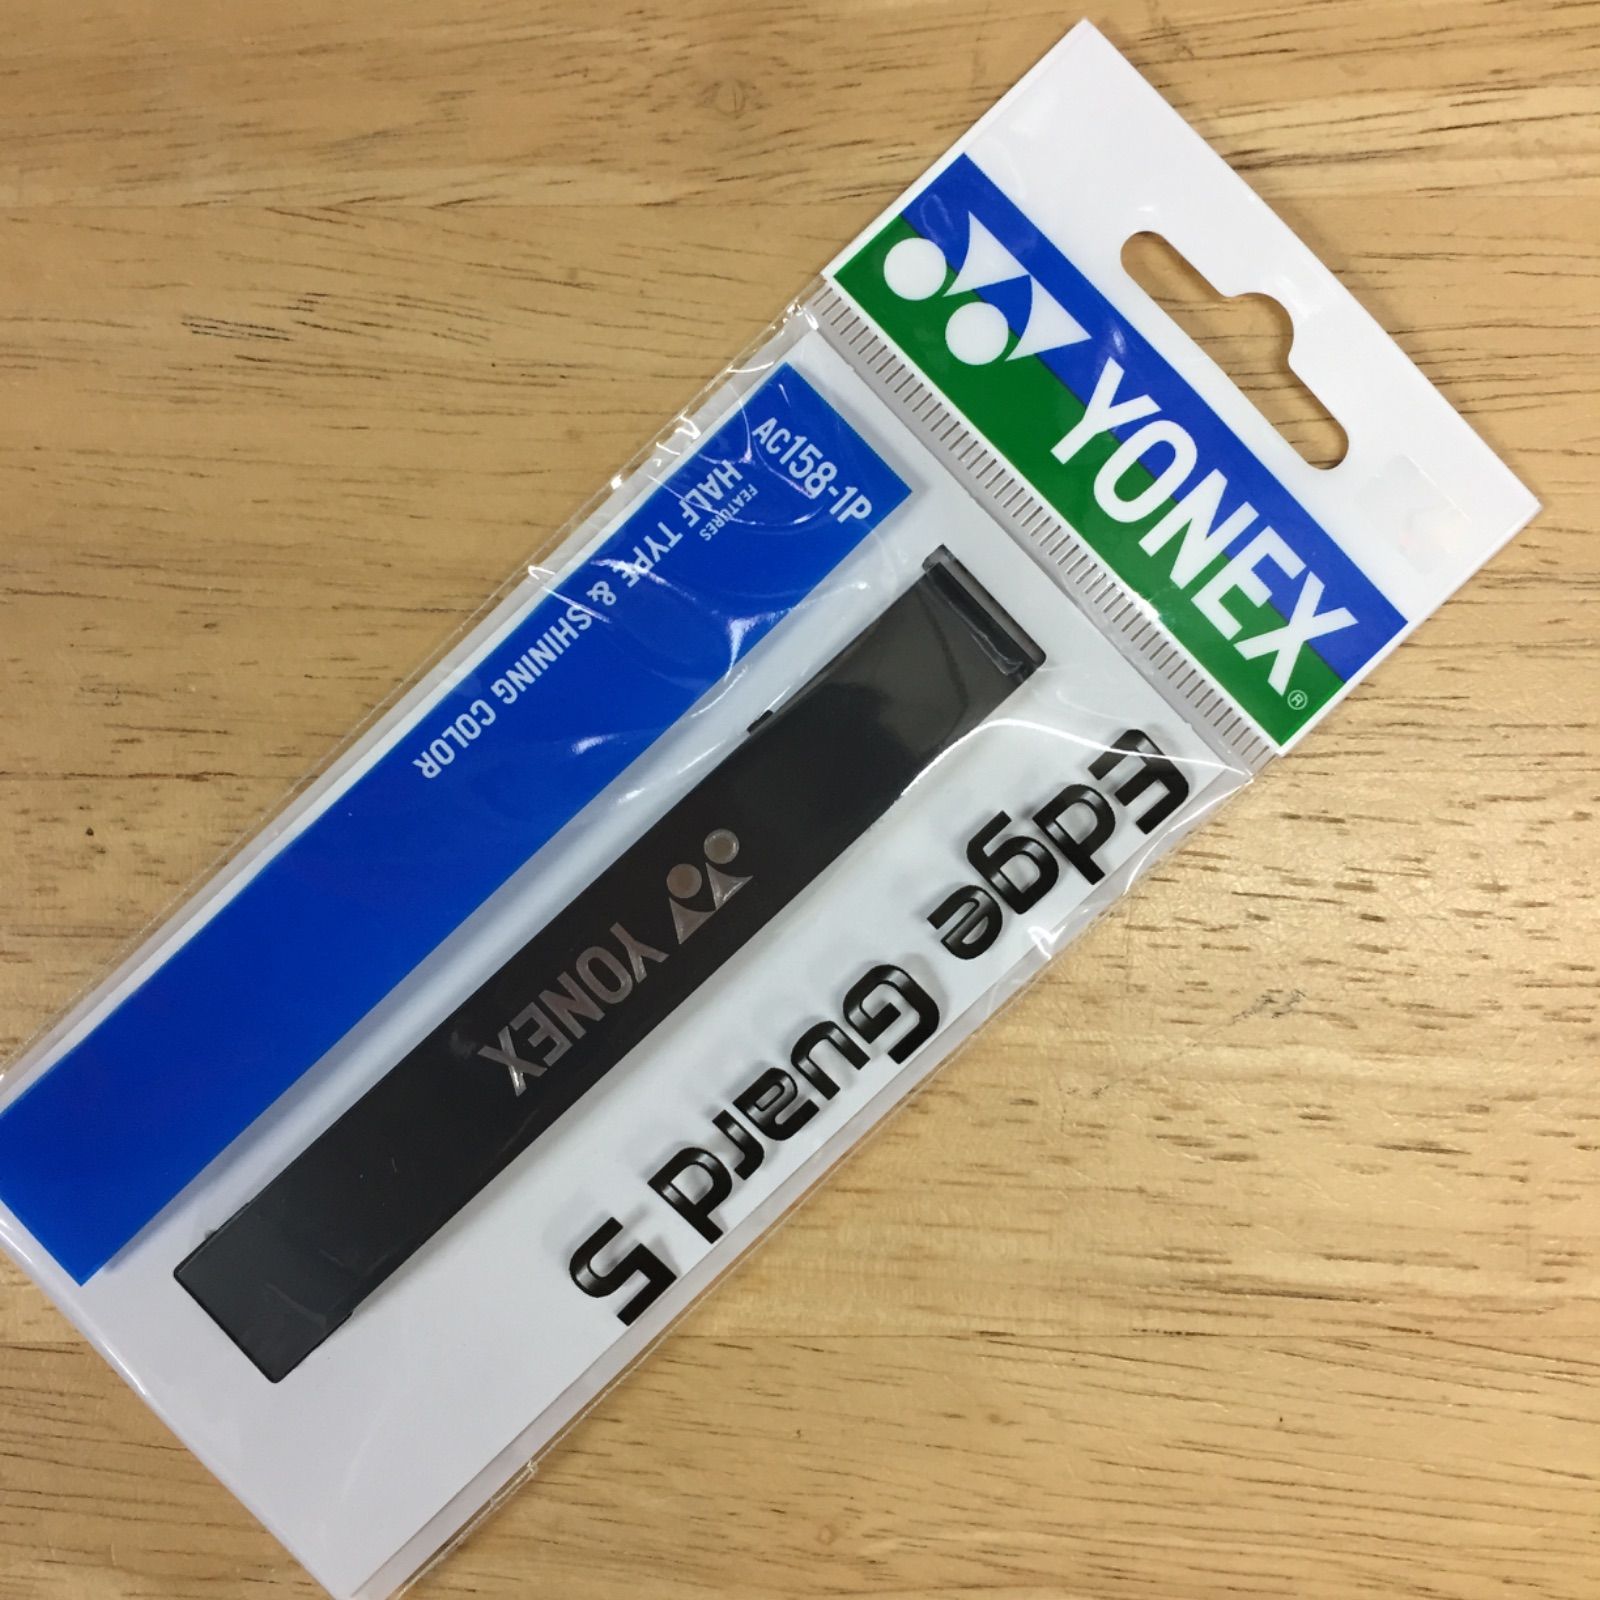 YONEX®
AC158-1P
FEATURES
HALF TYPE & SHINING COLOR
YONEX
Edge Guard 5